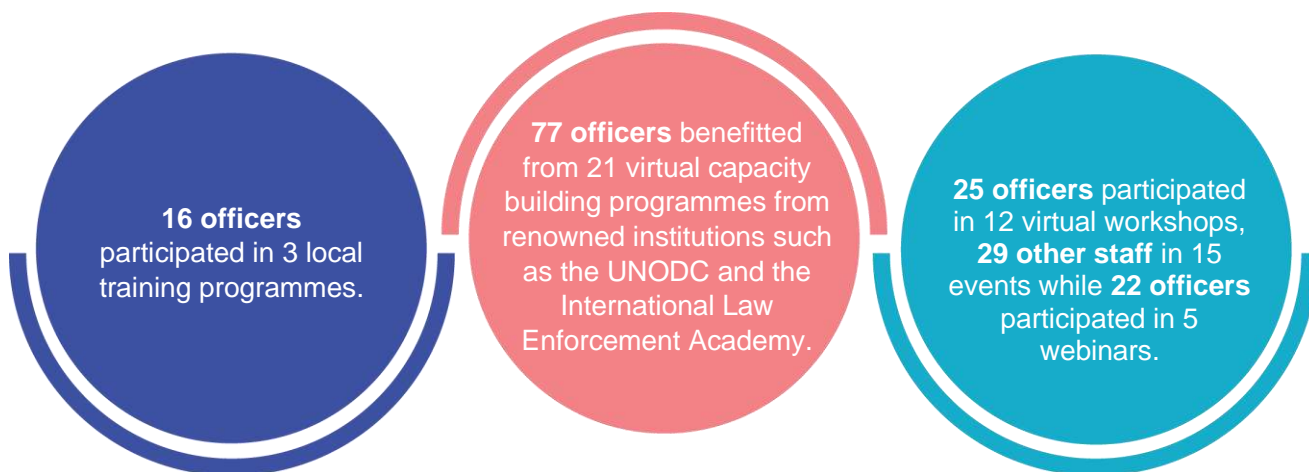 16 officers
participated in 3 local
training programmes.
77 officers benefitted
from 21 virtual capacity
building programmes from
renowned institutions such
as the UNODC and the
International Law
Enforcement Academy.
25 officers participated
in 12 virtual workshops,
29 other staff in 15
events while 22 officers
participated in 5
webinars.